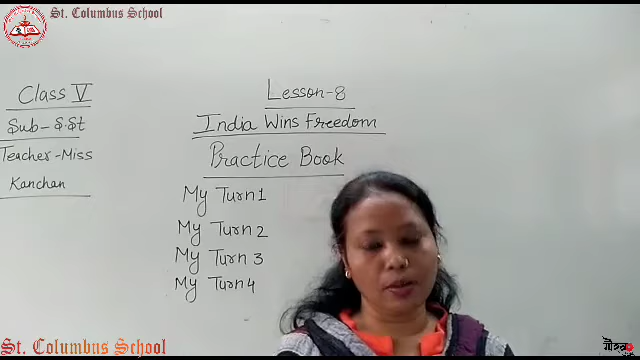 St. Columbus School
Class V
Sub - S.St
Teacher - Miss
Kanchan
Lesson-8
India Wins Freedom
Practice Book
My Turn 1
My Turn 2
My Turn 3
My Turn 4
St. Columbus School